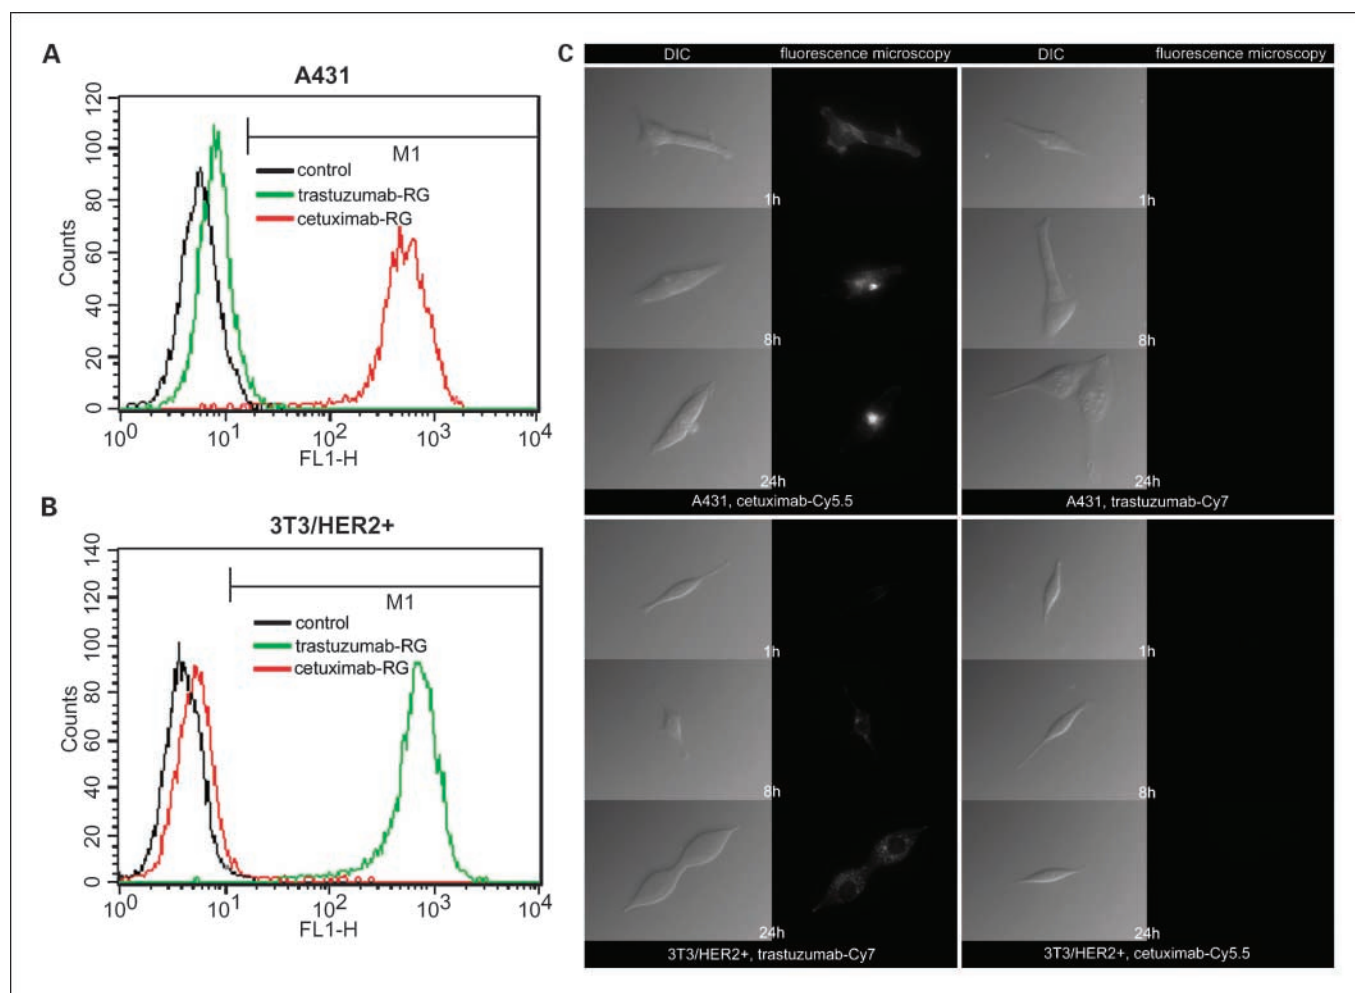 A
A431
120
100
80
60
40
20
0
Counts
M1
control
trastuzumab-RG
cetuximab-RG
10^0 10^1 10^2 10^3 10^4
FL1-H
B
3T3/HER2+
140
120
100
80
60
40
20
0
Counts
M1
control
trastuzumab-RG
cetuximab-RG
10^0 10^1 10^2 10^3 10^4
FL1-H
C
DIC fluorescence microscopy DIC fluorescence microscopy
1h 1h
8h 8h
24h 24h
A431, cetuximab-Cy5.5 A431, trastuzumab-Cy7
1h 1h
8h 8h
24h 24h
3T3/HER2+, trastuzumab-Cy7 3T3/HER2+, cetuximab-Cy5.5